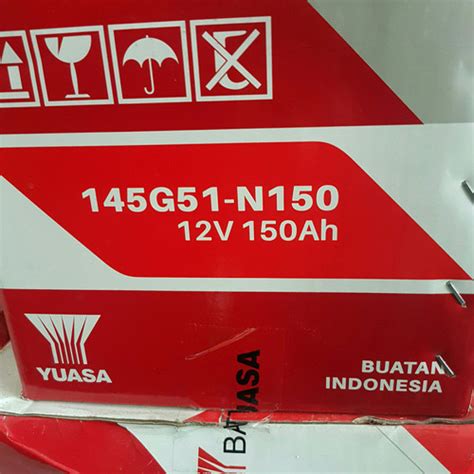 145G51-N150
12V 150Ah
YUASA
BUATAN
INDONESIA